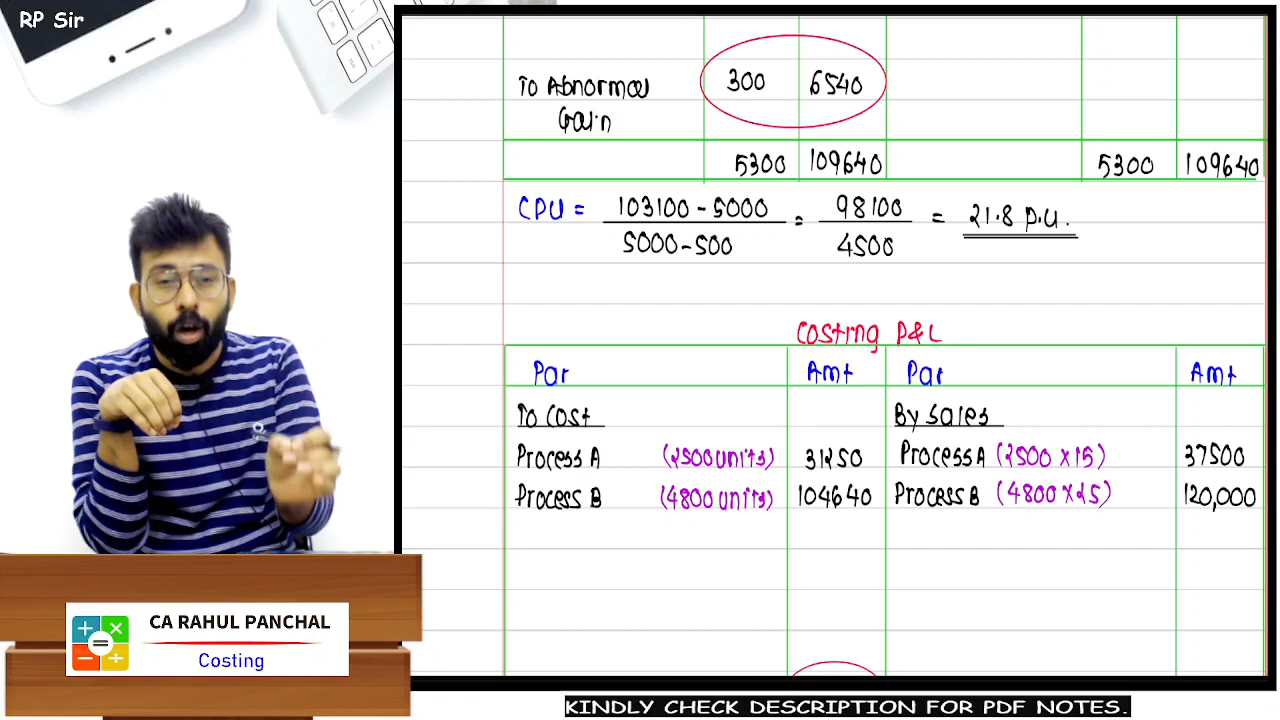 RP Sir
To Abnormal 300 6540
Gain
5300 109640 5300 109640
CPU = 103100 - 5000 = 98100 = 21.8 P.U.
5000 - 500 4500
Costing P&L
Par Amt Par Amt
To Cost By Sales
Process A (2500 units) 31250 Process A (2500 x 15) 37500
Process B (4800 units) 104640 Process B (4800 x 25) 120,000
CA RAHUL PANCHAL
Costing
KINDLY CHECK DESCRIPTION FOR PDF NOTES.